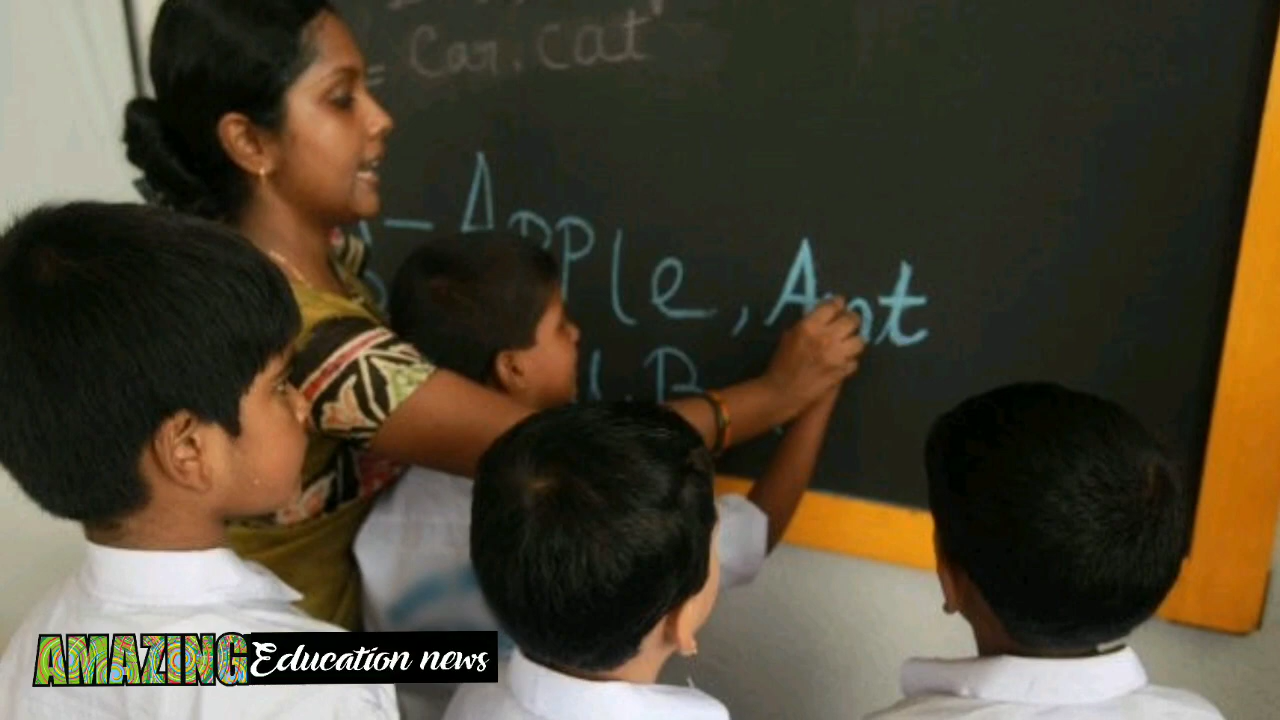 = Car. cat
- Apple, Ant
B
AMAZING Education news